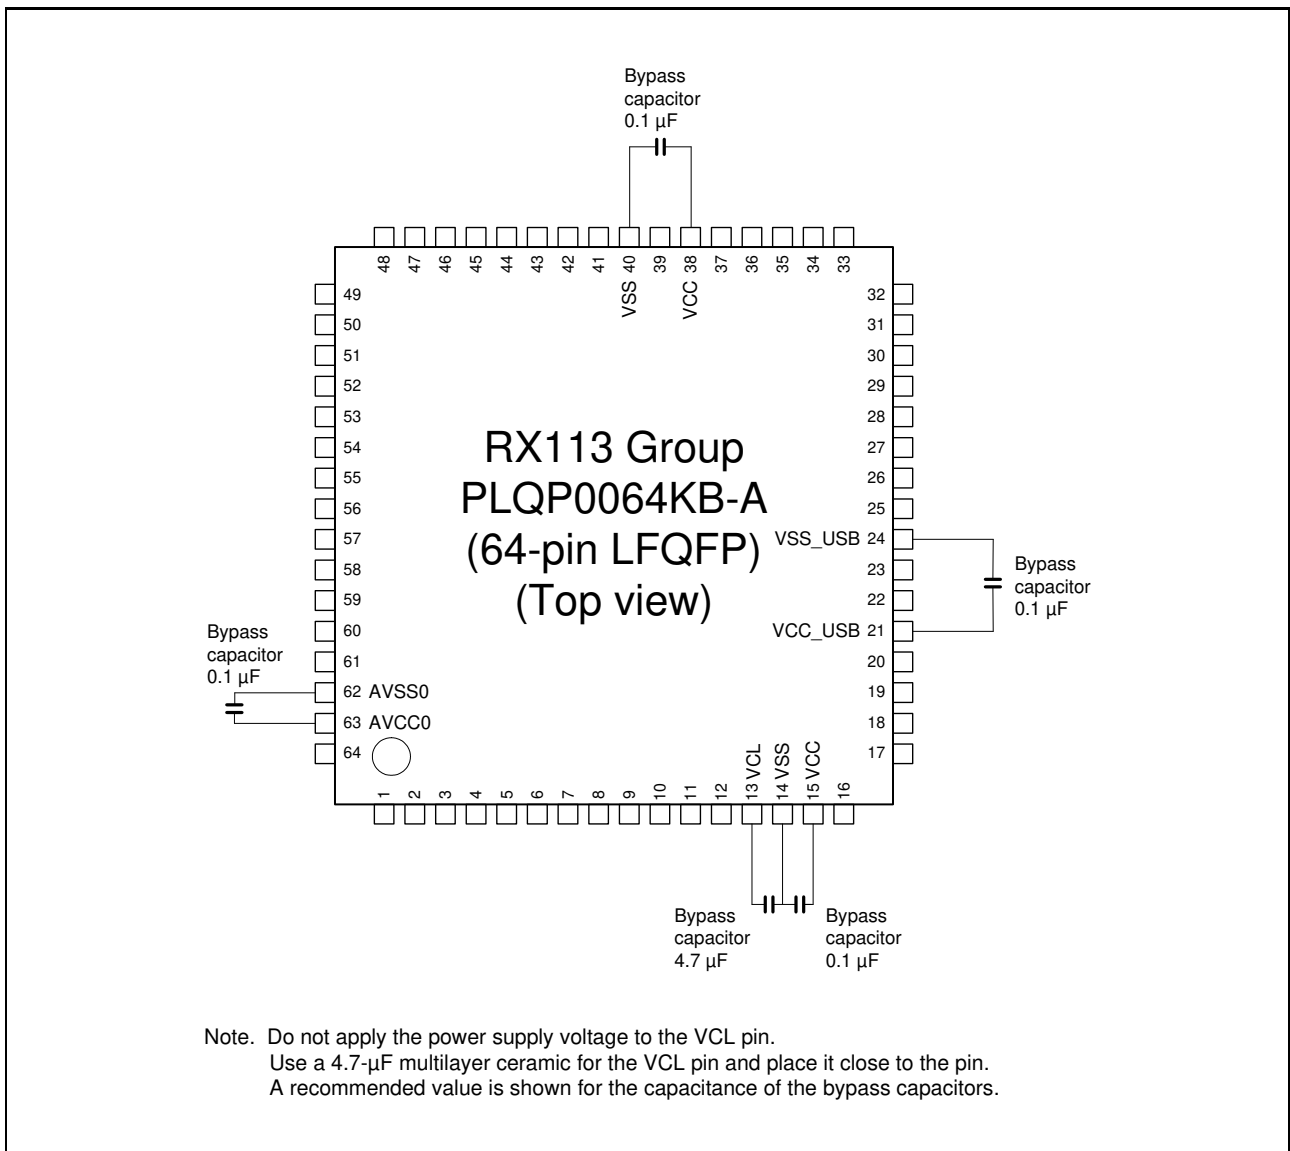 Bypass
capacitor
0.1 µF
48 47 46 45 44 43 42 41 40 39 38 37 36 35 34 33
VSS VCC
49
50
51
52
53
54
55
56
57
58
59
60
61
62 AVSS0
63 AVCC0
64
32
31
30
29
28
27
26
25
VSS_USB 24
23
22
VCC_USB 21
20
19
18
17
RX113 Group
PLQP0064KB-A
(64-pin LFQFP)
(Top view)
Bypass
capacitor
0.1 µF
Bypass
capacitor
0.1 µF
1 2 3 4 5 6 7 8 9 10 11 12 13 VCL 14 VSS 15 VCC 16
Bypass
capacitor
4.7 µF
Bypass
capacitor
0.1 µF
Note. Do not apply the power supply voltage to the VCL pin.
Use a 4.7-µF multilayer ceramic for the VCL pin and place it close to the pin.
A recommended value is shown for the capacitance of the bypass capacitors.